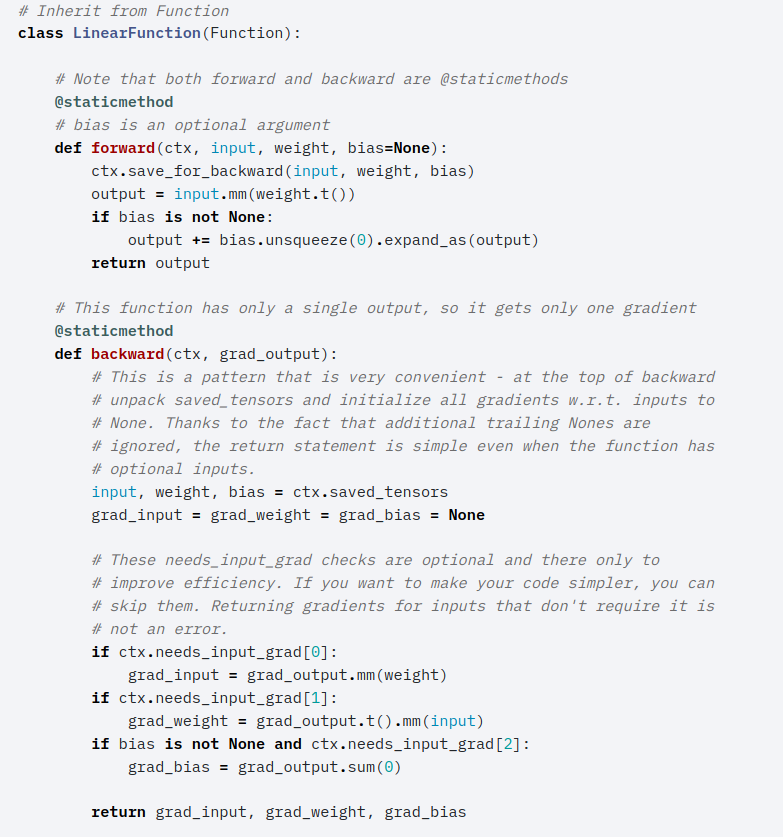 # Inherit from Function
class LinearFunction(Function):
# Note that both forward and backward are @staticmethods
@staticmethod
# bias is an optional argument
def forward(ctx, input, weight, bias=None):
ctx.save_for_backward(input, weight, bias)
output = input.mm(weight.t())
if bias is not None:
output += bias.unsqueeze(0).expand_as(output)
return output
# This function has only a single output, so it gets only one gradient
@staticmethod
def backward(ctx, grad_output):
# This is a pattern that is very convenient - at the top of backward
# unpack saved_tensors and initialize all gradients w.r.t. inputs to
# None. Thanks to the fact that additional trailing Nones are
# ignored, the return statement is simple even when the function has
# optional inputs.
input, weight, bias = ctx.saved_tensors
grad_input = grad_weight = grad_bias = None
# These needs_input_grad checks are optional and there only to
# improve efficiency. If you want to make your code simpler, you can
# skip them. Returning gradients for inputs that don't require it is
# not an error.
if ctx.needs_input_grad[0]:
grad_input = grad_output.mm(weight)
if ctx.needs_input_grad[1]:
grad_weight = grad_output.t().mm(input)
if bias is not None and ctx.needs_input_grad[2]:
grad_bias = grad_output.sum(0)
return grad_input, grad_weight, grad_bias